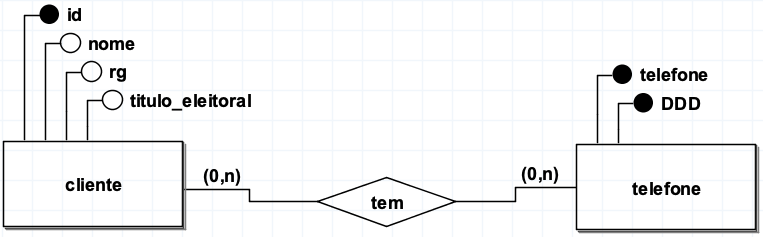 id
nome
rg
titulo_eleitoral
telefone
DDD
cliente
(0,n)
tem
(0,n)
telefone